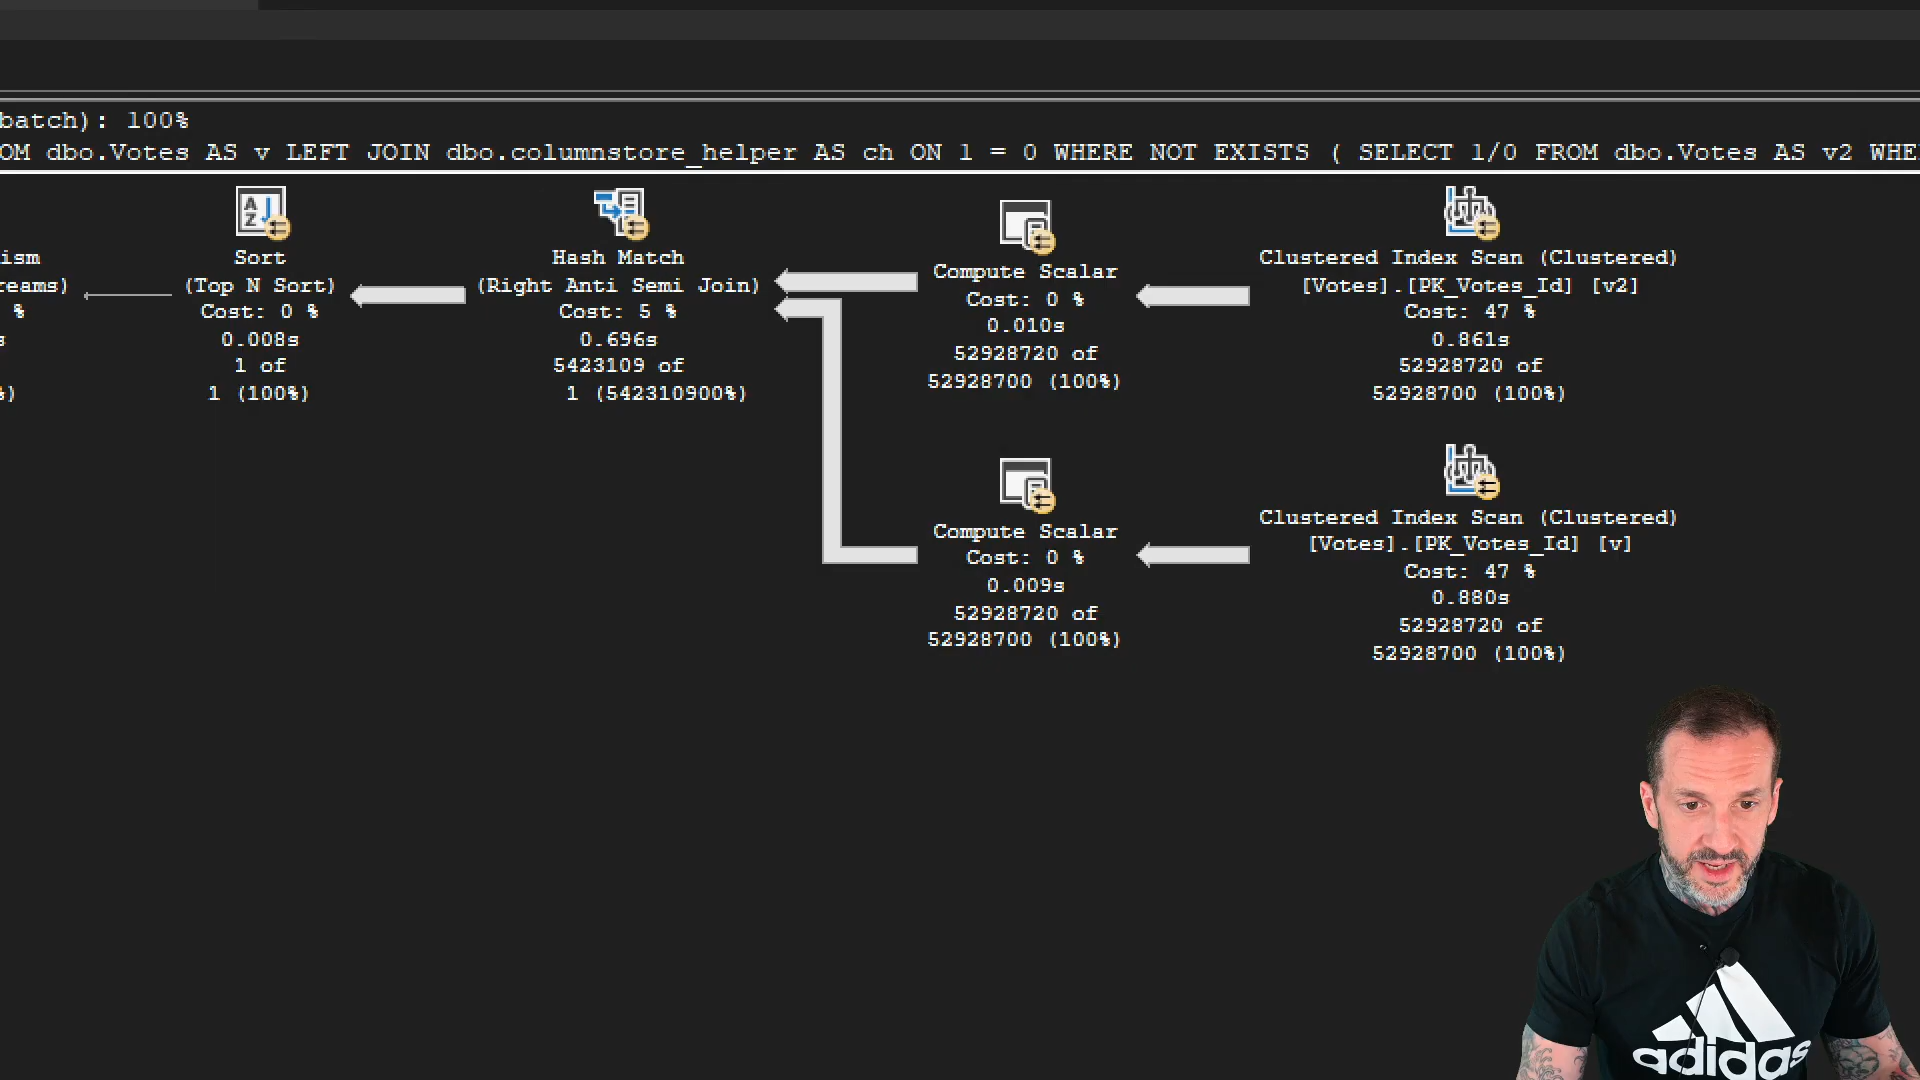 batch): 100%
OM dbo.Votes AS v LEFT JOIN dbo.columnstore_helper AS ch ON 1 = 0 WHERE NOT EXISTS ( SELECT 1/0 FROM dbo.Votes AS v2 WHE
ism
reams)
%
s
%)
Sort
(Top N Sort)
Cost: 0 %
0.008s
1 of
1 (100%)
Hash Match
(Right Anti Semi Join)
Cost: 5 %
0.696s
5423109 of
1 (542310900%)
Compute Scalar
Cost: 0 %
0.010s
52928720 of
52928700 (100%)
Clustered Index Scan (Clustered)
[Votes].[PK_Votes_Id] [v2]
Cost: 47 %
0.861s
52928720 of
52928700 (100%)
Compute Scalar
Cost: 0 %
0.009s
52928720 of
52928700 (100%)
Clustered Index Scan (Clustered)
[Votes].[PK_Votes_Id] [v]
Cost: 47 %
0.880s
52928720 of
52928700 (100%)
adidas